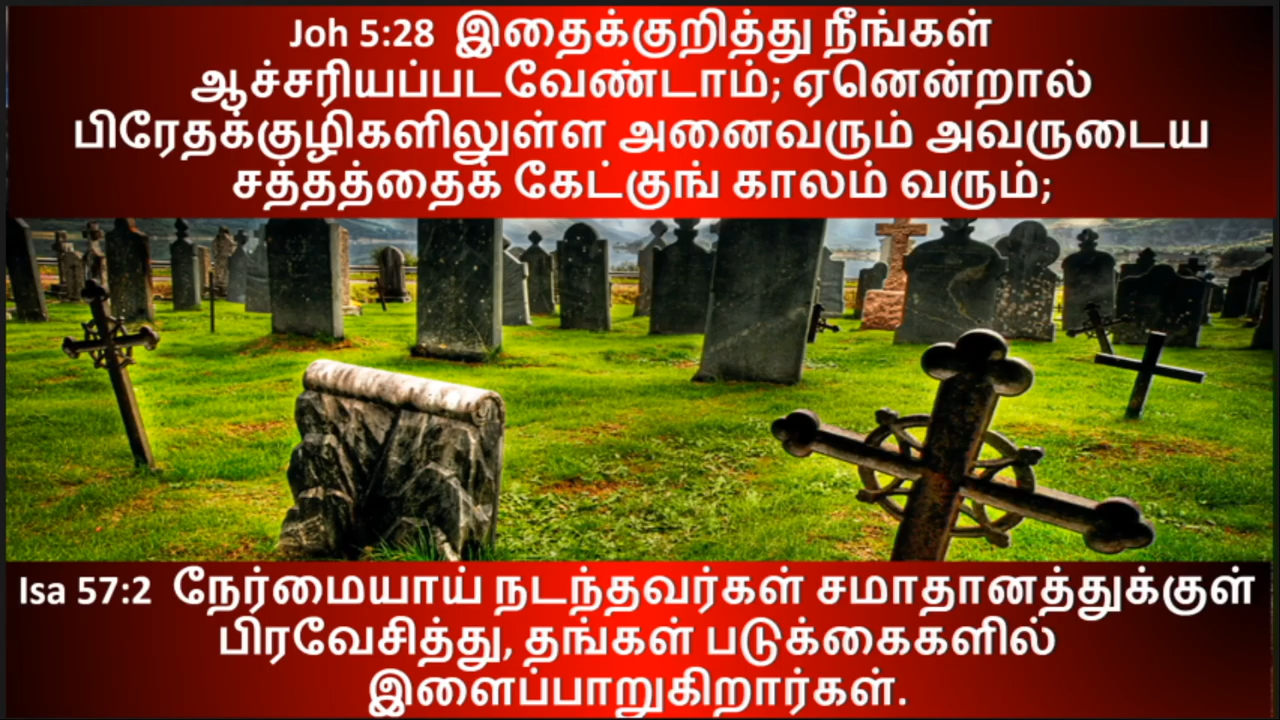 Joh 5:28 இதைக்குறித்து நீங்கள்
ஆச்சரியப்படவேண்டாம்; ஏனென்றால்
பிரேதக்குழிகளிலுள்ள அனைவரும் அவருடைய
சத்தத்தைக் கேட்குங் காலம் வரும்;
Isa 57:2 நேர்மையாய் நடந்தவர்கள் சமாதானத்துக்குள்
பிரவேசித்து, தங்கள் படுக்கைகளில்
இளைப்பாறுகிறார்கள்.